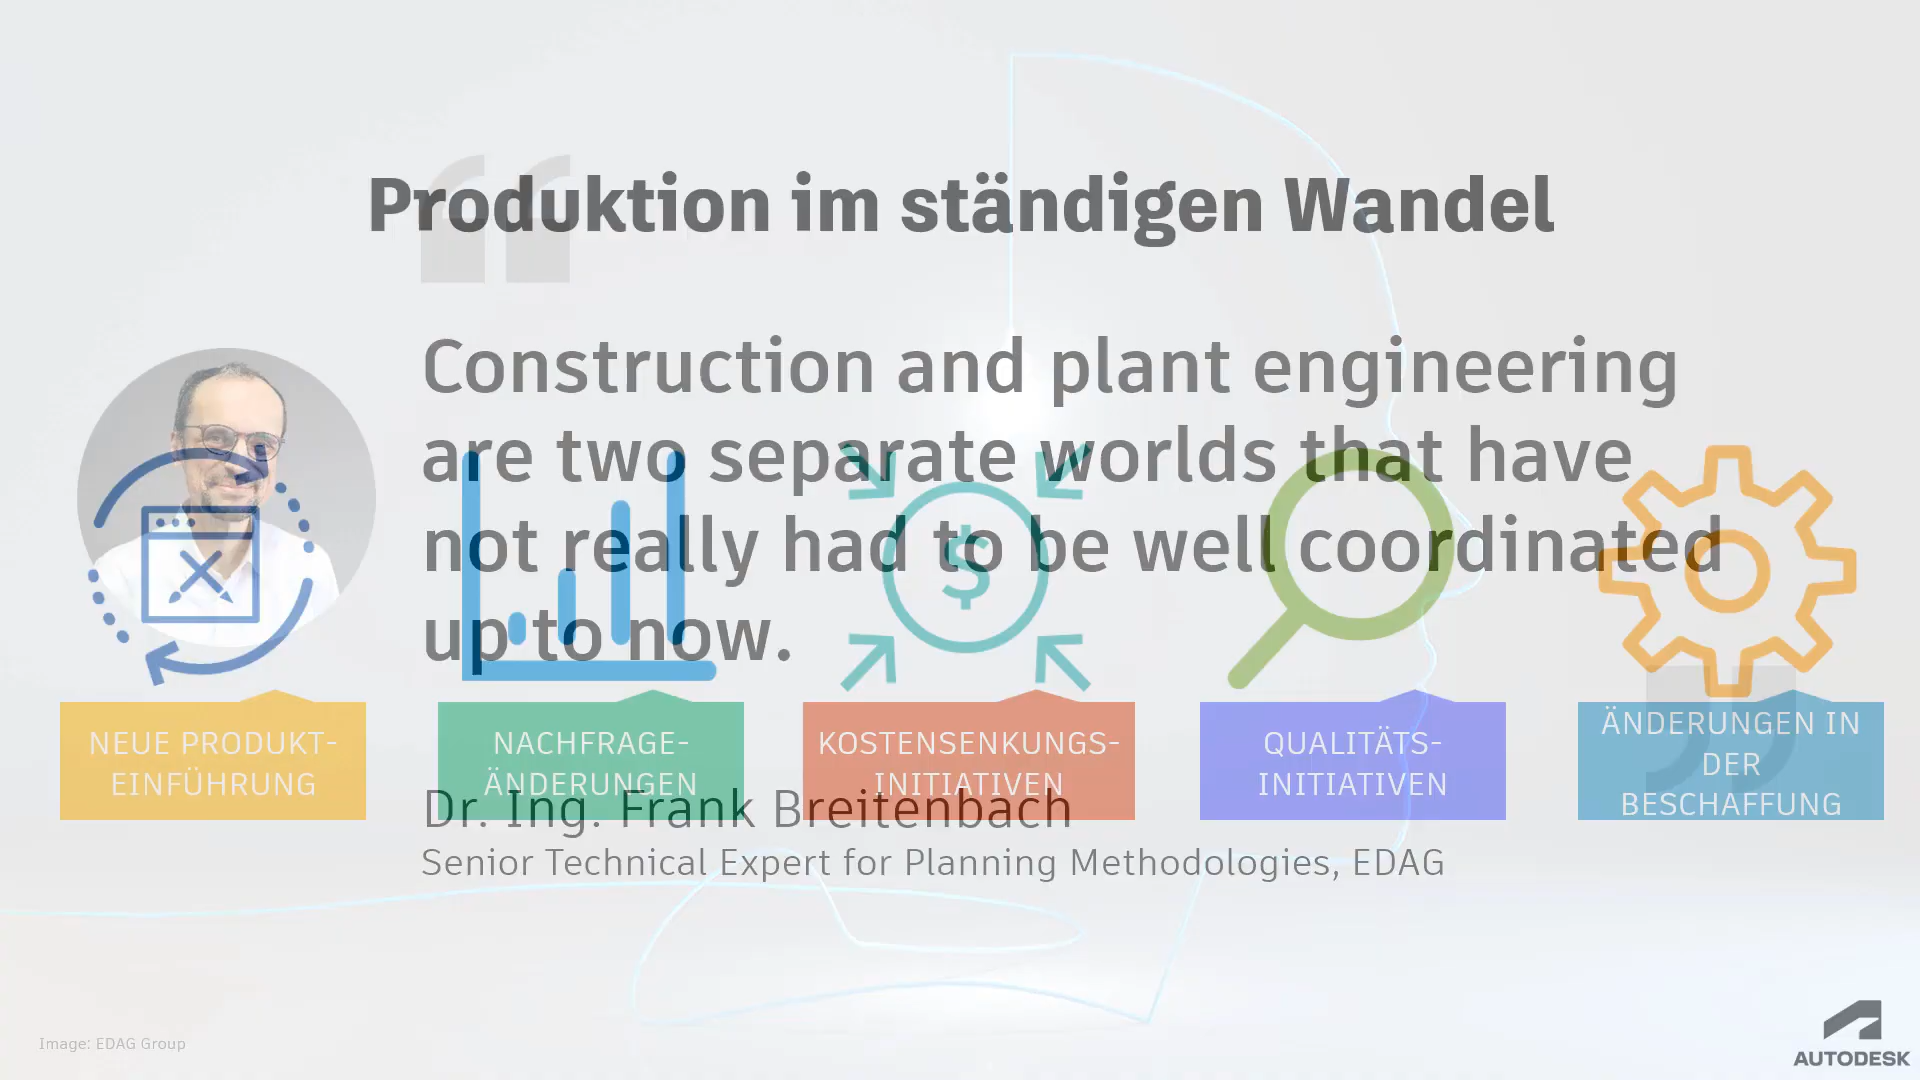 Produktion im ständigen Wandel
Construction and plant engineering
are two separate worlds that have
not really had to be well coordinated
up to now.
$
NEUE PRODUKT-
EINFÜHRUNG
NACHFRAGE-
ÄNDERUNGEN
KOSTENSENKUNGS-
INITIATIVEN
QUALITÄTS-
INITIATIVEN
ÄNDERUNGEN IN
DER
BESCHAFFUNG
Dr. Ing. Frank Breitenbach
Senior Technical Expert for Planning Methodologies, EDAG
Image: EDAG Group
AUTODESK